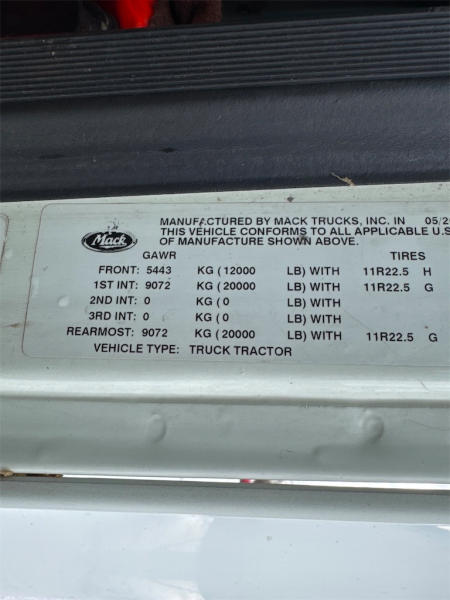 MANUFACTURED BY MACK TRUCKS, INC. IN 05/2
THIS VEHICLE CONFORMS TO ALL APPLICABLE U.S
OF MANUFACTURE SHOWN ABOVE.
Mack
GAWR TIRES
FRONT: 5443 KG ( 12000 LB) WITH 11R22.5 H
1ST INT: 9072 KG ( 20000 LB) WITH 11R22.5 G
2ND INT: 0 KG ( 0 LB) WITH
3RD INT: 0 KG ( 0 LB) WITH
REARMOST: 9072 KG ( 20000 LB) WITH 11R22.5 G
VEHICLE TYPE: TRUCK TRACTOR